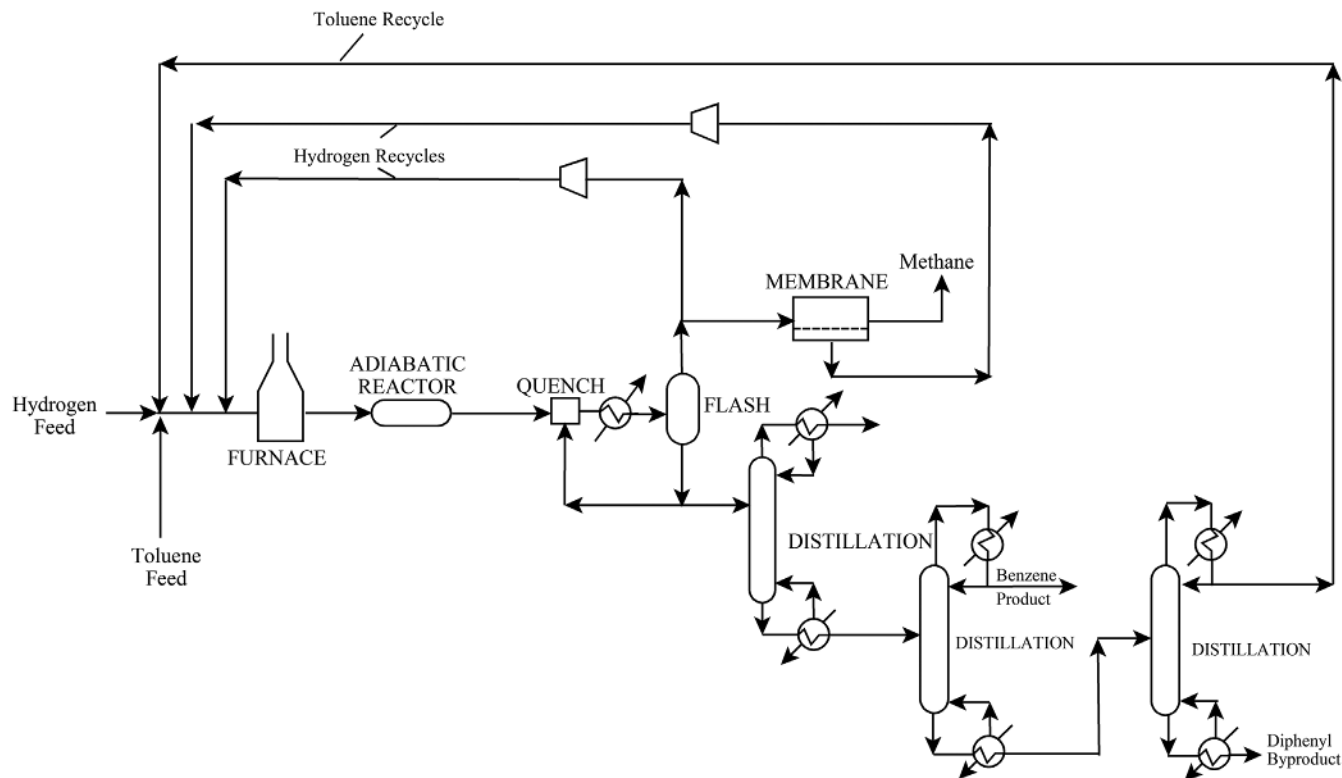 Toluene Recycle
Hydrogen Recycles
Methane
MEMBRANE
ADIABATIC
REACTOR
QUENCH
FLASH
Hydrogen
Feed
FURNACE
Toluene
Feed
DISTILLATION
Benzene
Product
DISTILLATION
DISTILLATION
Diphenyl
Byproduct